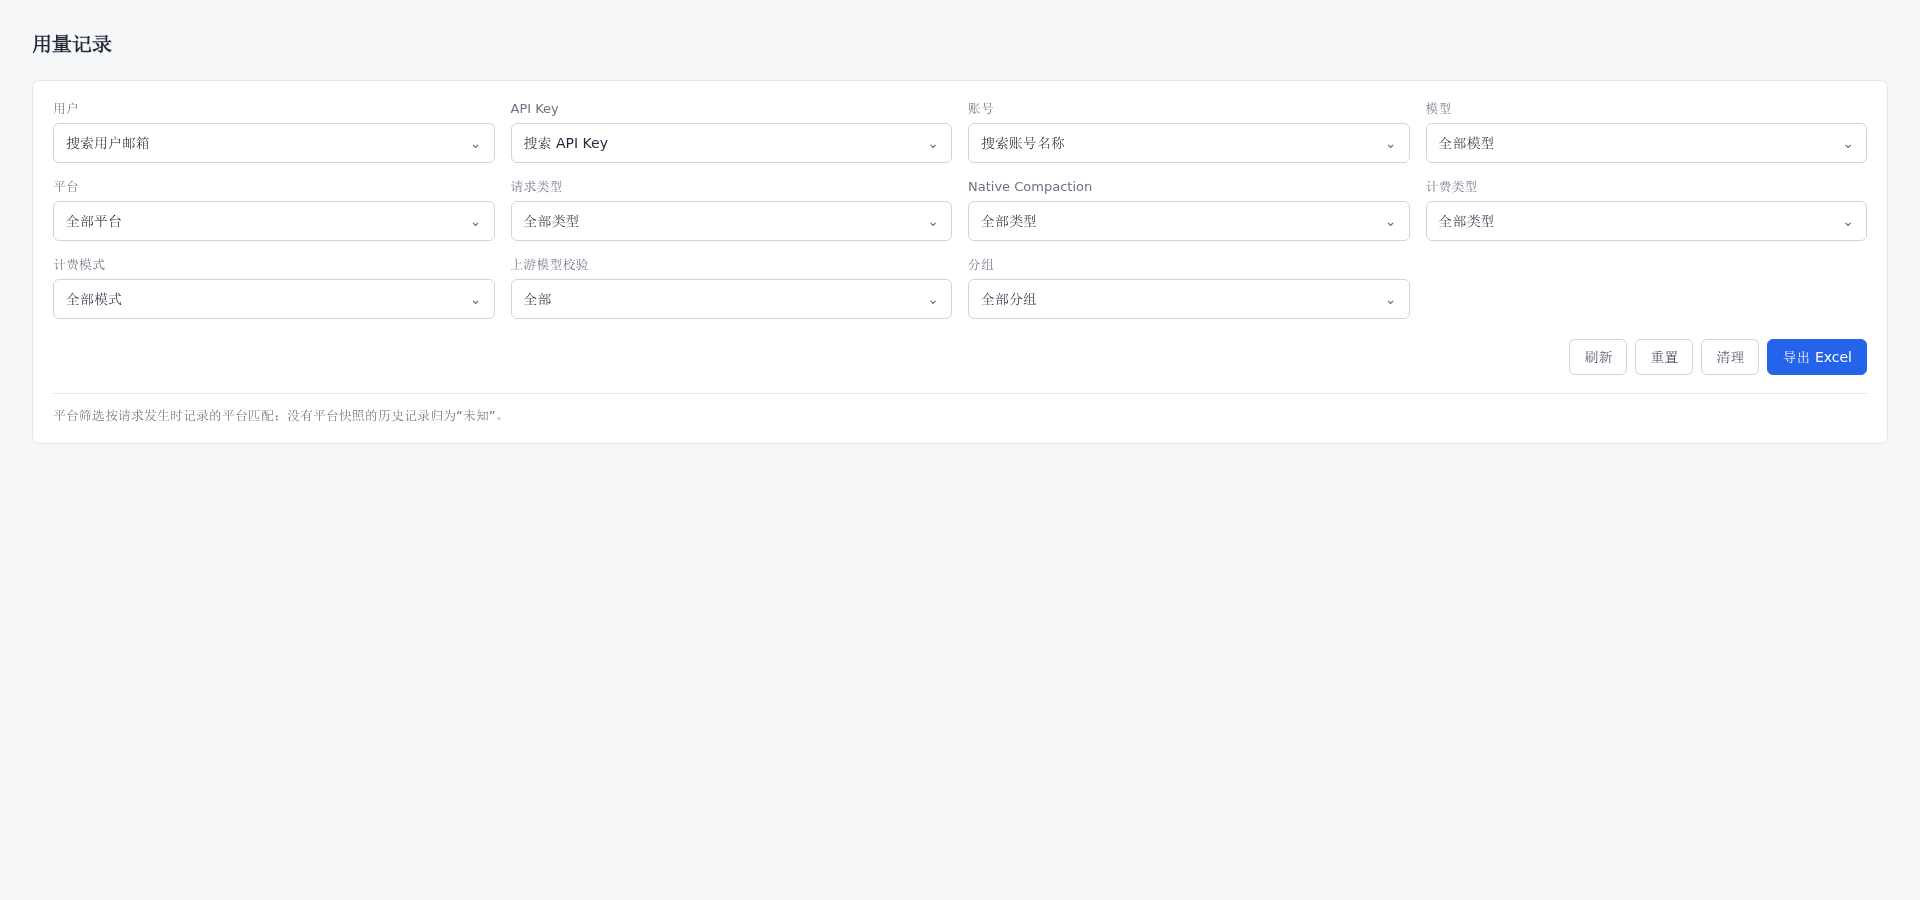 用量记录
用户 API Key 账号 模型
搜索用户邮箱 搜索 API Key 搜索账号名称 全部模型
平台 请求类型 Native Compaction 计费类型
全部平台 全部类型 全部类型 全部类型
计费模式 上游模型校验 分组
全部模式 全部 全部分组
刷新 重置 清理 导出 Excel
平台筛选按请求发生时记录的平台匹配；没有平台快照的历史记录归为“未知”。